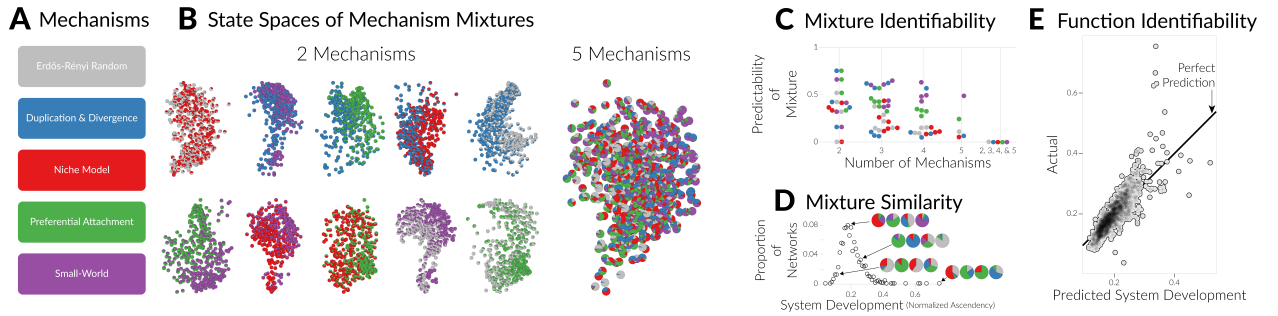 A Mechanisms
Erdős-Rényi Random
Duplication & Divergence
Niche Model
Preferential Attachment
Small-World
B State Spaces of Mechanism Mixtures
2 Mechanisms
5 Mechanisms
C Mixture Identifiability
Predictability
of
Mixture
1
0.5
0
2 3 4 5 2, 3, 4, & 5
Number of Mechanisms
D Mixture Similarity
Proportion
of
Networks
0.08
0.04
0
0.2 0.4 0.6
System Development (Normalized Ascendency)
E Function Identifiability
Perfect
Prediction
Actual
0.6
0.4
0.2
0.2 0.4
Predicted System Development